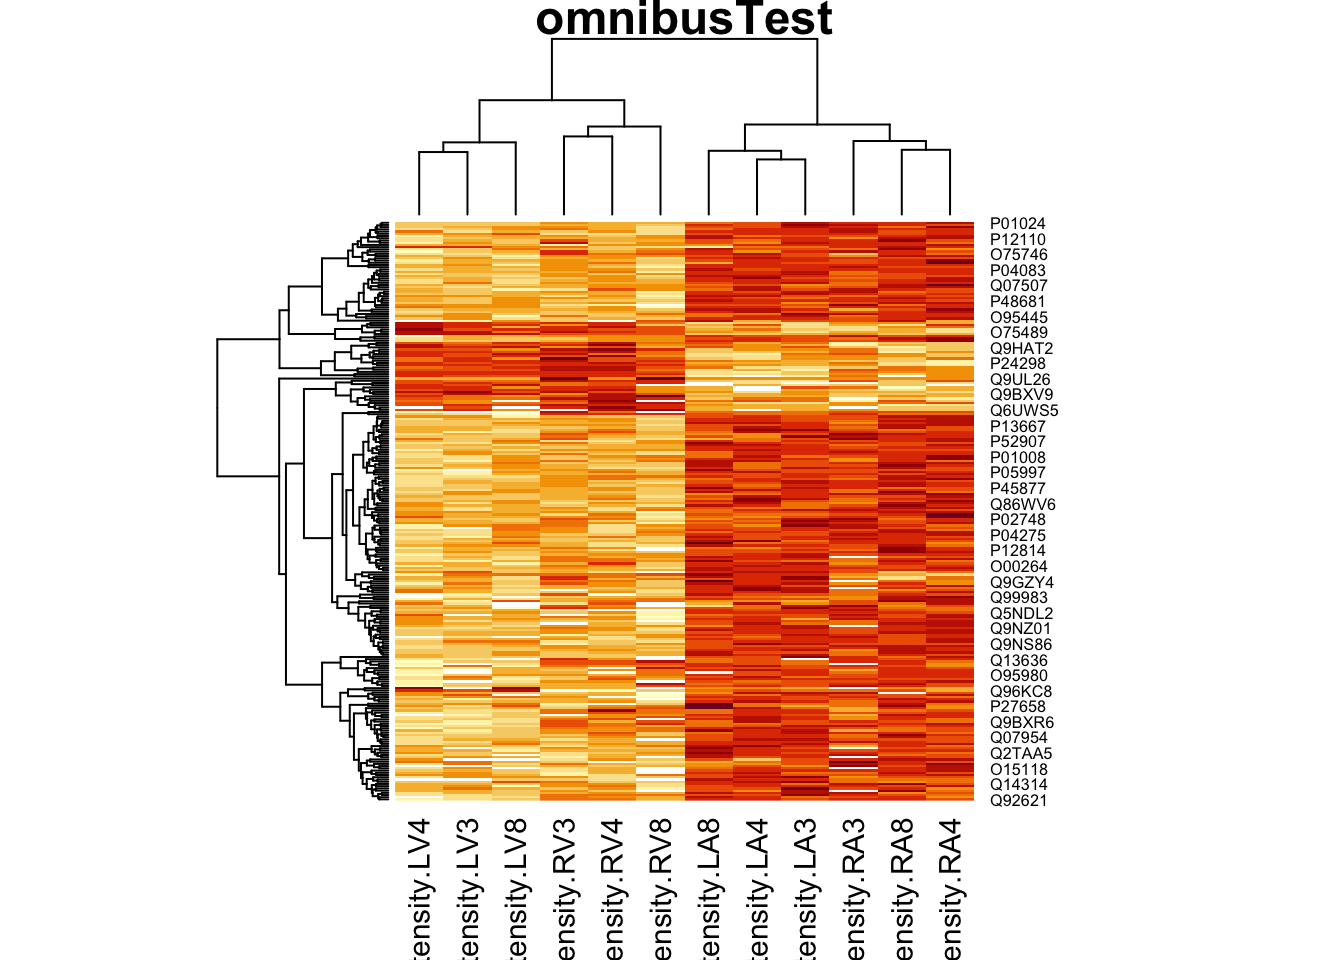 omnibusTest
P01024
P12110
O75746
P04083
Q07507
P48681
O95445
O75489
Q9HAT2
P24298
Q9UL26
Q9BXV9
Q6UWS5
P13667
P52907
P01008
P05997
P45877
Q86WV6
P02748
P04275
P12814
O00264
Q9GZY4
Q99983
Q5NDL2
Q9NZ01
Q9NS86
Q13636
O95980
Q96KC8
P27658
Q9BXR6
Q07954
Q2TAA5
O15118
Q14314
Q92621
tensity.LV4
tensity.LV3
tensity.LV8
ensity.RV3
ensity.RV4
ensity.RV8
tensity.LA8
tensity.LA4
tensity.LA3
ensity.RA3
ensity.RA8
ensity.RA4